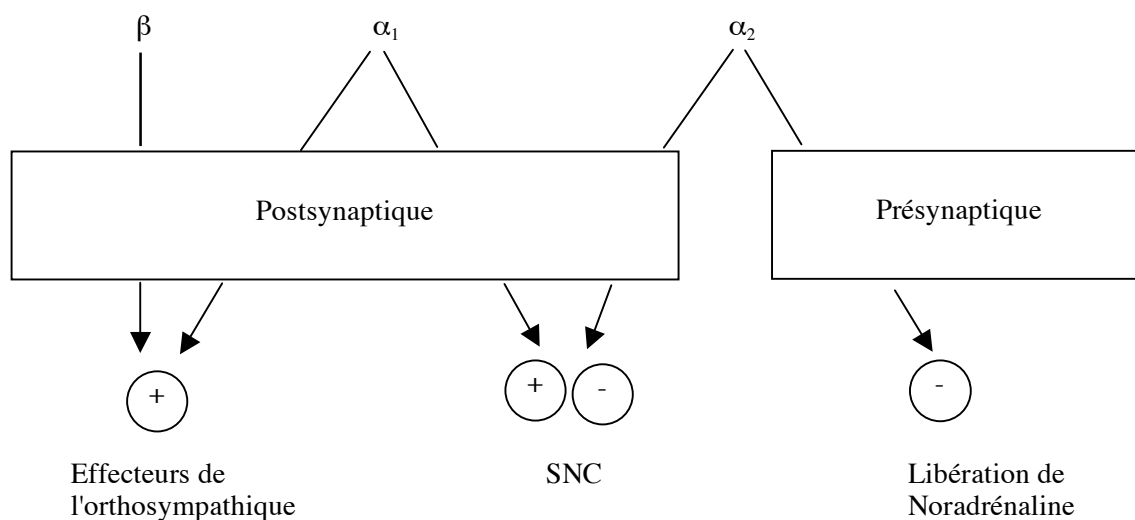 β α₁ α₂
Postsynaptique Présynaptique
+ + - -
Effecteurs de
l'orthosympathique
SNC
Libération de
Noradrénaline